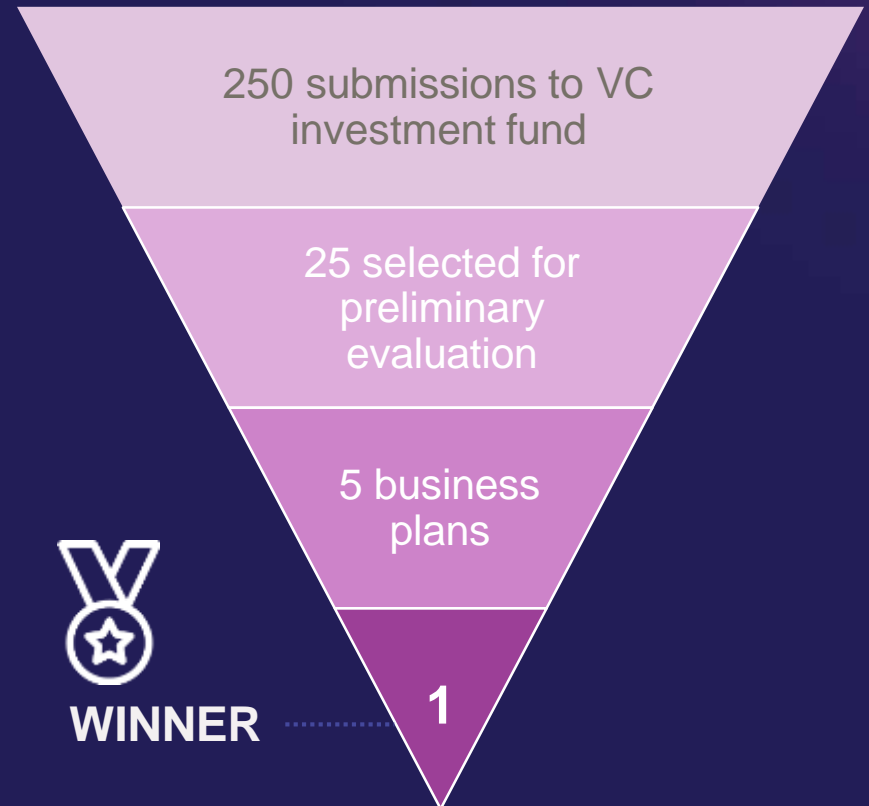 250 submissions to VC
investment fund
25 selected for
preliminary
evaluation
5 business
plans
1
WINNER